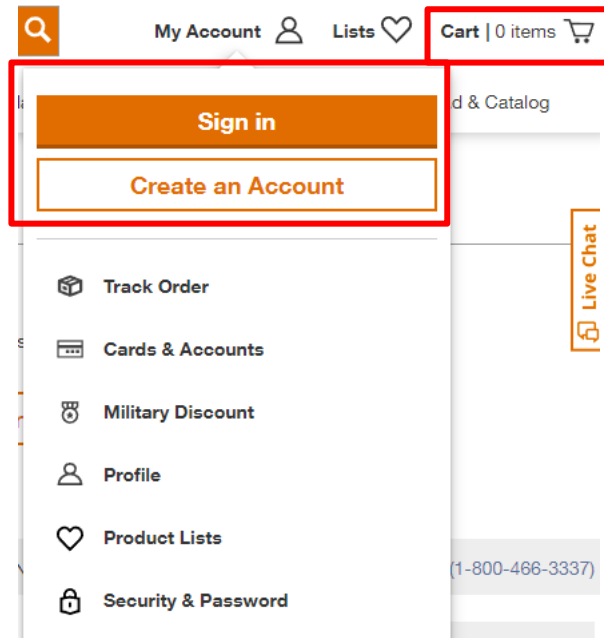 My Account Lists Cart | 0 items
d & Catalog
Sign in
Create an Account
Live Chat
Track Order
Cards & Accounts
Military Discount
Profile
Product Lists
(1-800-466-3337)
Security & Password